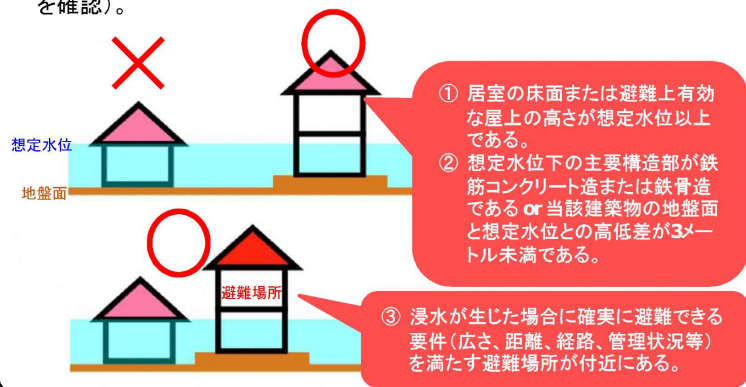 を確認）。
① 居室の床面または避難上有効
な屋上の高さが想定水位以上
である。
② 想定水位下の主要構造部が鉄
筋コンクリート造または鉄骨造
であるor当該建築物の地盤面
と想定水位との高低差が3メー
トル未満である。
想定水位
地盤面
避難場所
③ 浸水が生じた場合に確実に避難できる
要件（広さ、距離、経路、管理状況等）
を満たす避難場所が付近にある。